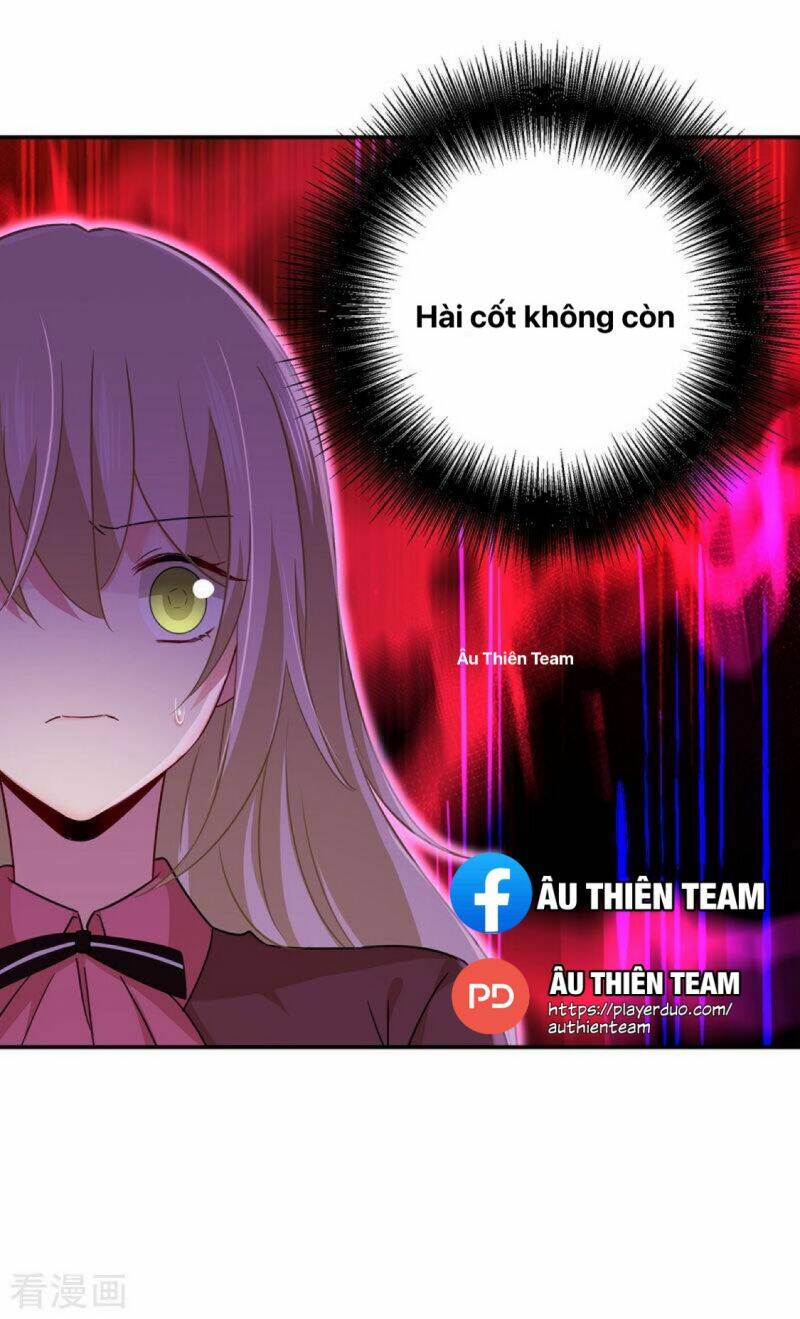 Hài cốt không còn
Âu Thiên Team
ÂU THIÊN TEAM
PD
ÂU THIÊN TEAM
https://playerduo.com/
authienteam
看漫画